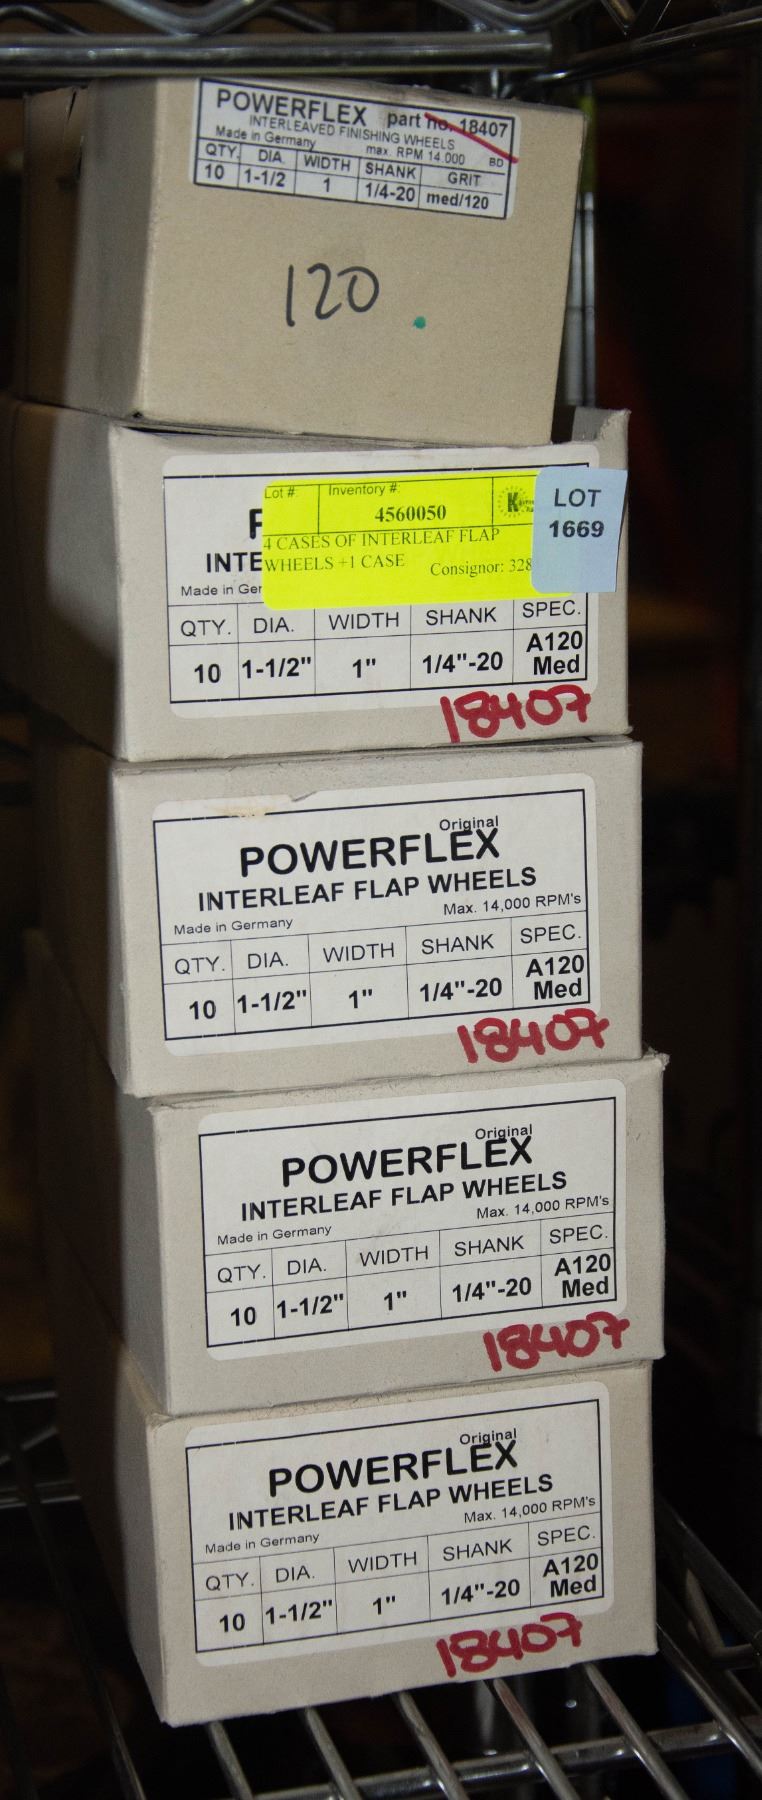 POWERFLEX part no. 18407
INTERLEAVED FINISHING WHEELS
Made in Germany max. RPM 14.000 BD
QTY. DIA. WIDTH SHANK GRIT
10 1-1/2 1 1/4-20 med/120
120
Lot #: Inventory #:
4560050
4 CASES OF INTERLEAF FLAP
WHEELS +1 CASE Consignor: 328
LOT
1669
INTE
Made in Ger
QTY. DIA. WIDTH SHANK SPEC.
10 1-1/2" 1" 1/4"-20 A120
Med
18407
Original
POWERFLEX
INTERLEAF FLAP WHEELS
Made in Germany Max. 14,000 RPM's
QTY. DIA. WIDTH SHANK SPEC.
10 1-1/2" 1" 1/4"-20 A120
Med
18407
Original
POWERFLEX
INTERLEAF FLAP WHEELS
Made in Germany Max. 14,000 RPM's
QTY. DIA. WIDTH SHANK SPEC.
10 1-1/2" 1" 1/4"-20 A120
Med
18407
Original
POWERFLEX
INTERLEAF FLAP WHEELS
Made in Germany Max. 14,000 RPM's
QTY. DIA. WIDTH SHANK SPEC.
10 1-1/2" 1" 1/4"-20 A120
Med
18407